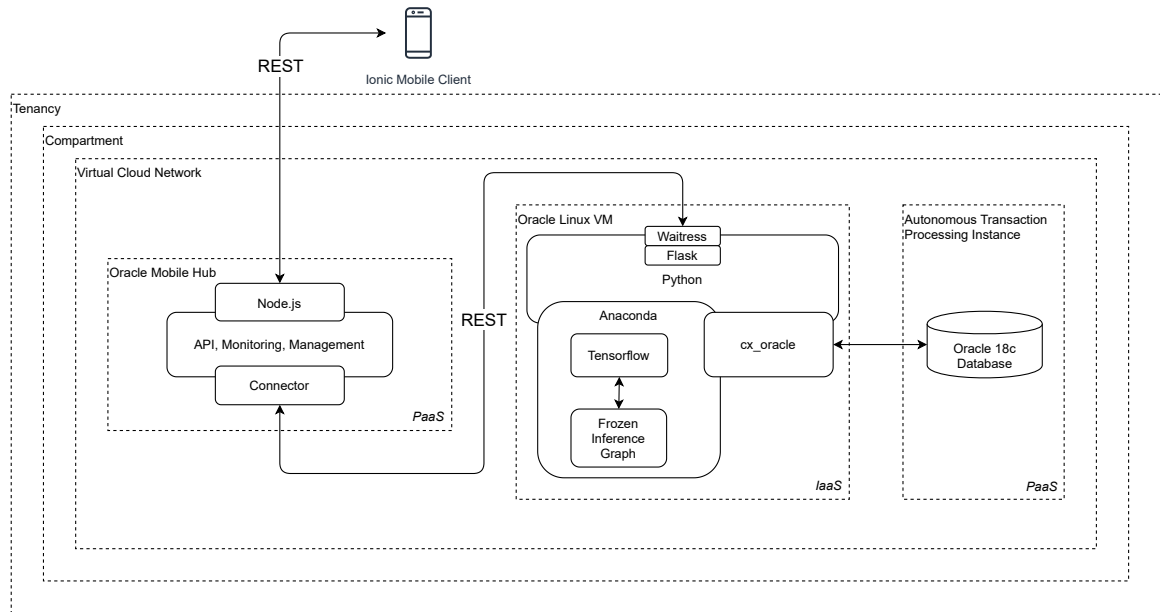 REST
Ionic Mobile Client
Tenancy
Compartment
Virtual Cloud Network
Oracle Mobile Hub
Node.js
API, Monitoring, Management
Connector
PaaS
REST
Oracle Linux VM
Waitress
Flask
Python
Anaconda
Tensorflow
Frozen
Inference
Graph
cx_oracle
IaaS
Autonomous Transaction
Processing Instance
Oracle 18c
Database
PaaS